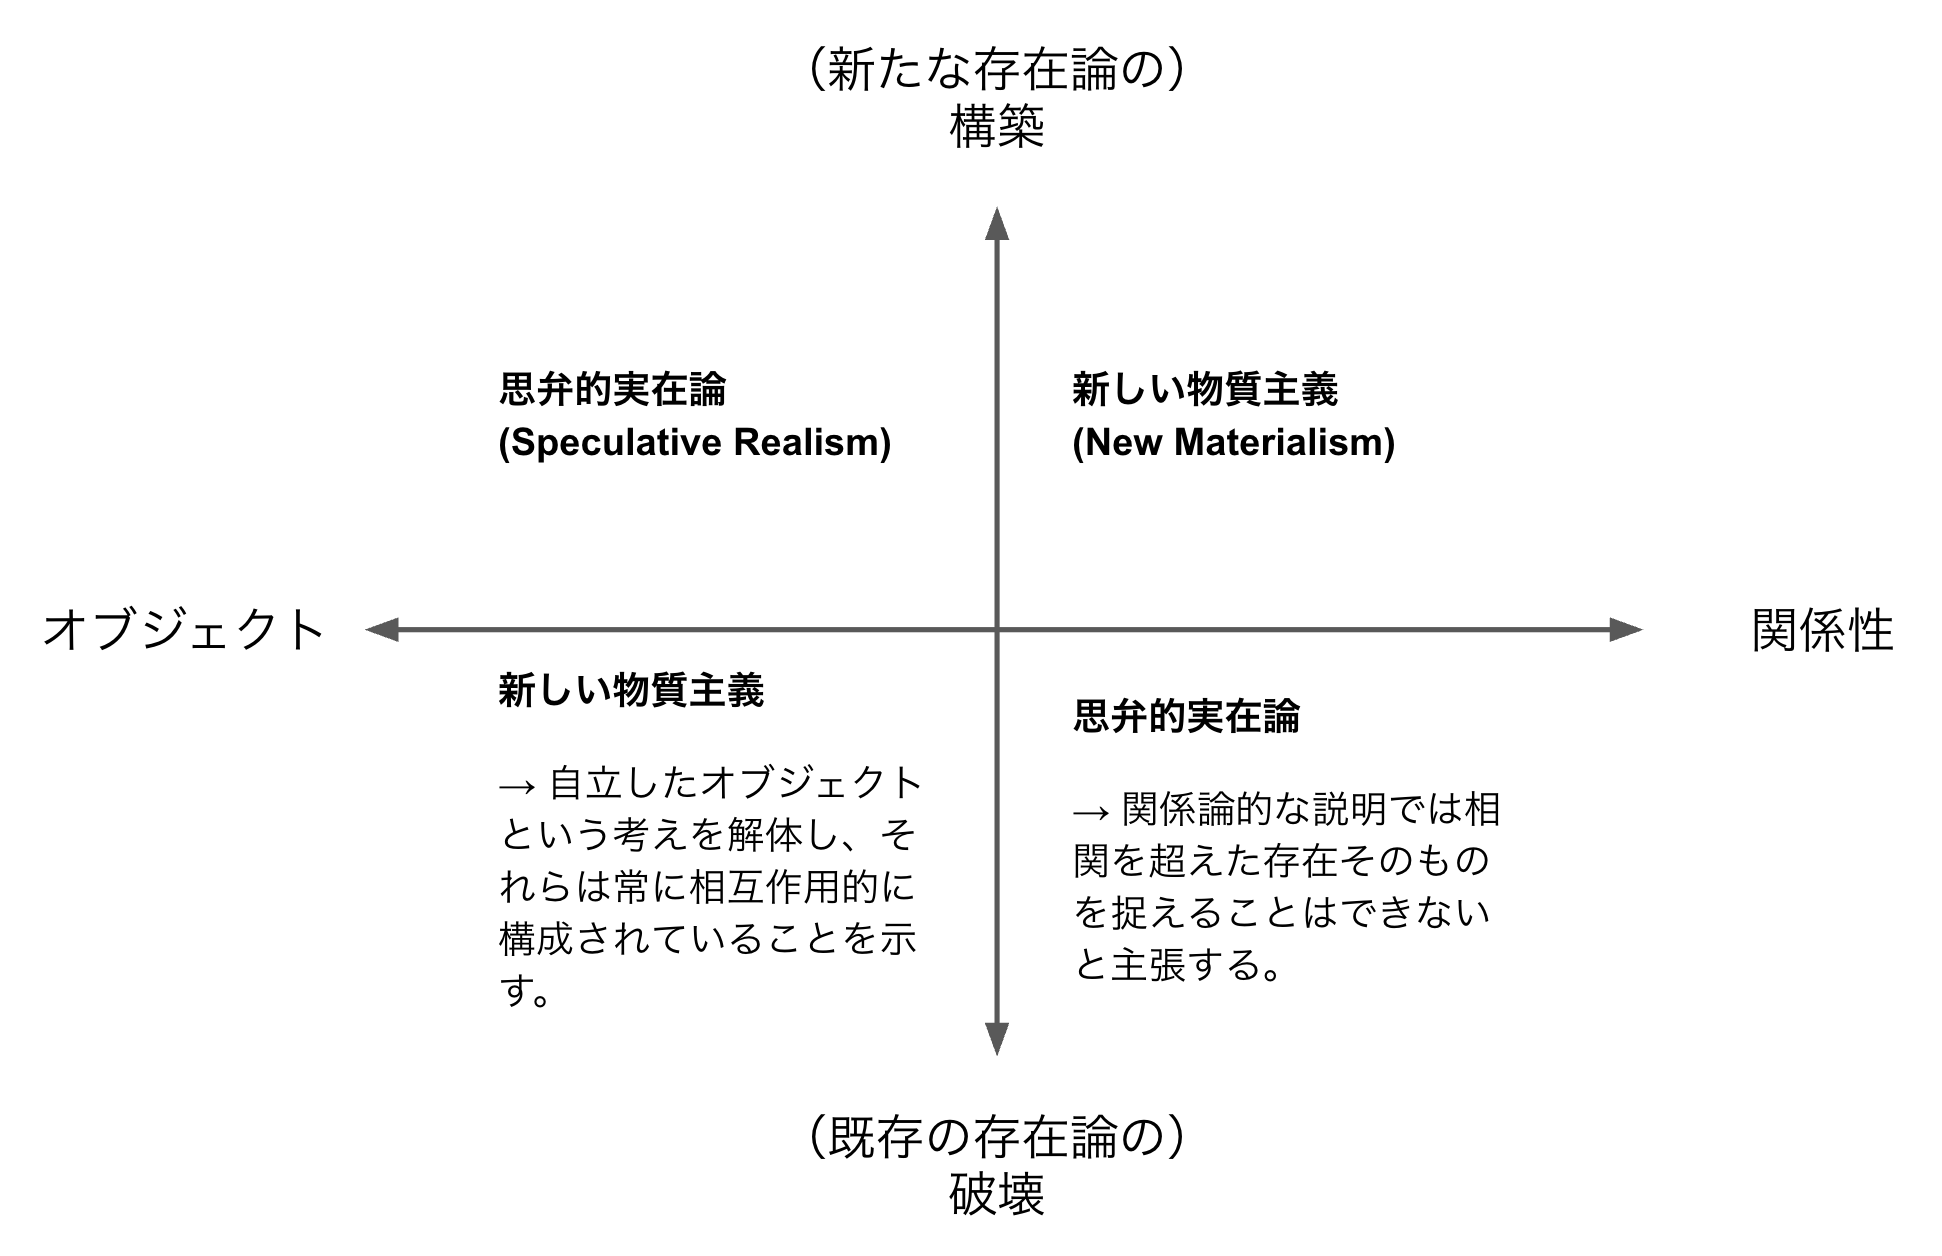 （新たな存在論の）
構築
思弁的実在論
(Speculative Realism)
新しい物質主義
(New Materialism)
オブジェクト
関係性
新しい物質主義
→ 自立したオブジェクト
という考えを解体し、そ
れらは常に相互作用的に
構成されていることを示
す。
思弁的実在論
→ 関係論的な説明では相
関を超えた存在そのもの
を捉えることはできない
と主張する。
（既存の存在論の）
破壊